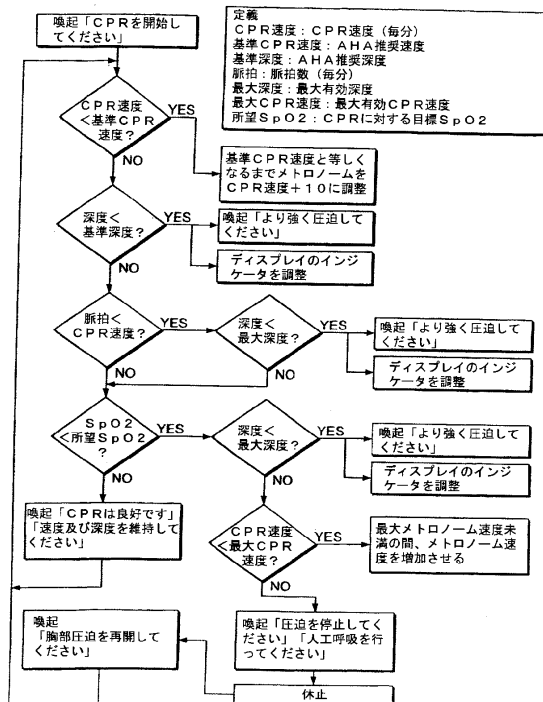 喚起「CPRを開始し
てください」
定義
CPR速度：CPR速度（毎分）
基準CPR速度：AHA推奨速度
基準深度：AHA推奨深度
脈拍：脈拍数（毎分）
最大深度：最大有効深度
最大CPR速度：最大有効CPR速度
所望SpO2：CPRに対する目標SpO2
CPR速度
<基準CPR
速度？
YES
NO
基準CPR速度と等しく
なるまでメトロノームを
CPR速度+10に調整
深度<
基準深度？
YES
NO
喚起「より強く圧迫して
ください」
ディスプレイのインジ
ケータを調整
脈拍<
CPR速度？
YES
NO
深度<
最大深度？
YES
NO
喚起「より強く圧迫して
ください」
ディスプレイのインジ
ケータを調整
SpO2
<所望SpO2
？
YES
NO
深度<
最大深度？
YES
NO
喚起「より強く圧迫して
ください」
ディスプレイのインジ
ケータを調整
喚起「CPRは良好です」
「速度及び深度を維持して
ください」
CPR速度
<最大CPR
速度？
YES
NO
最大メトロノーム速度未
満の間、メトロノーム速
度を増加させる
喚起
「胸部圧迫を再開して
ください」
喚起「圧迫を停止してく
ださい」「人工呼吸を行
ってください」
休止